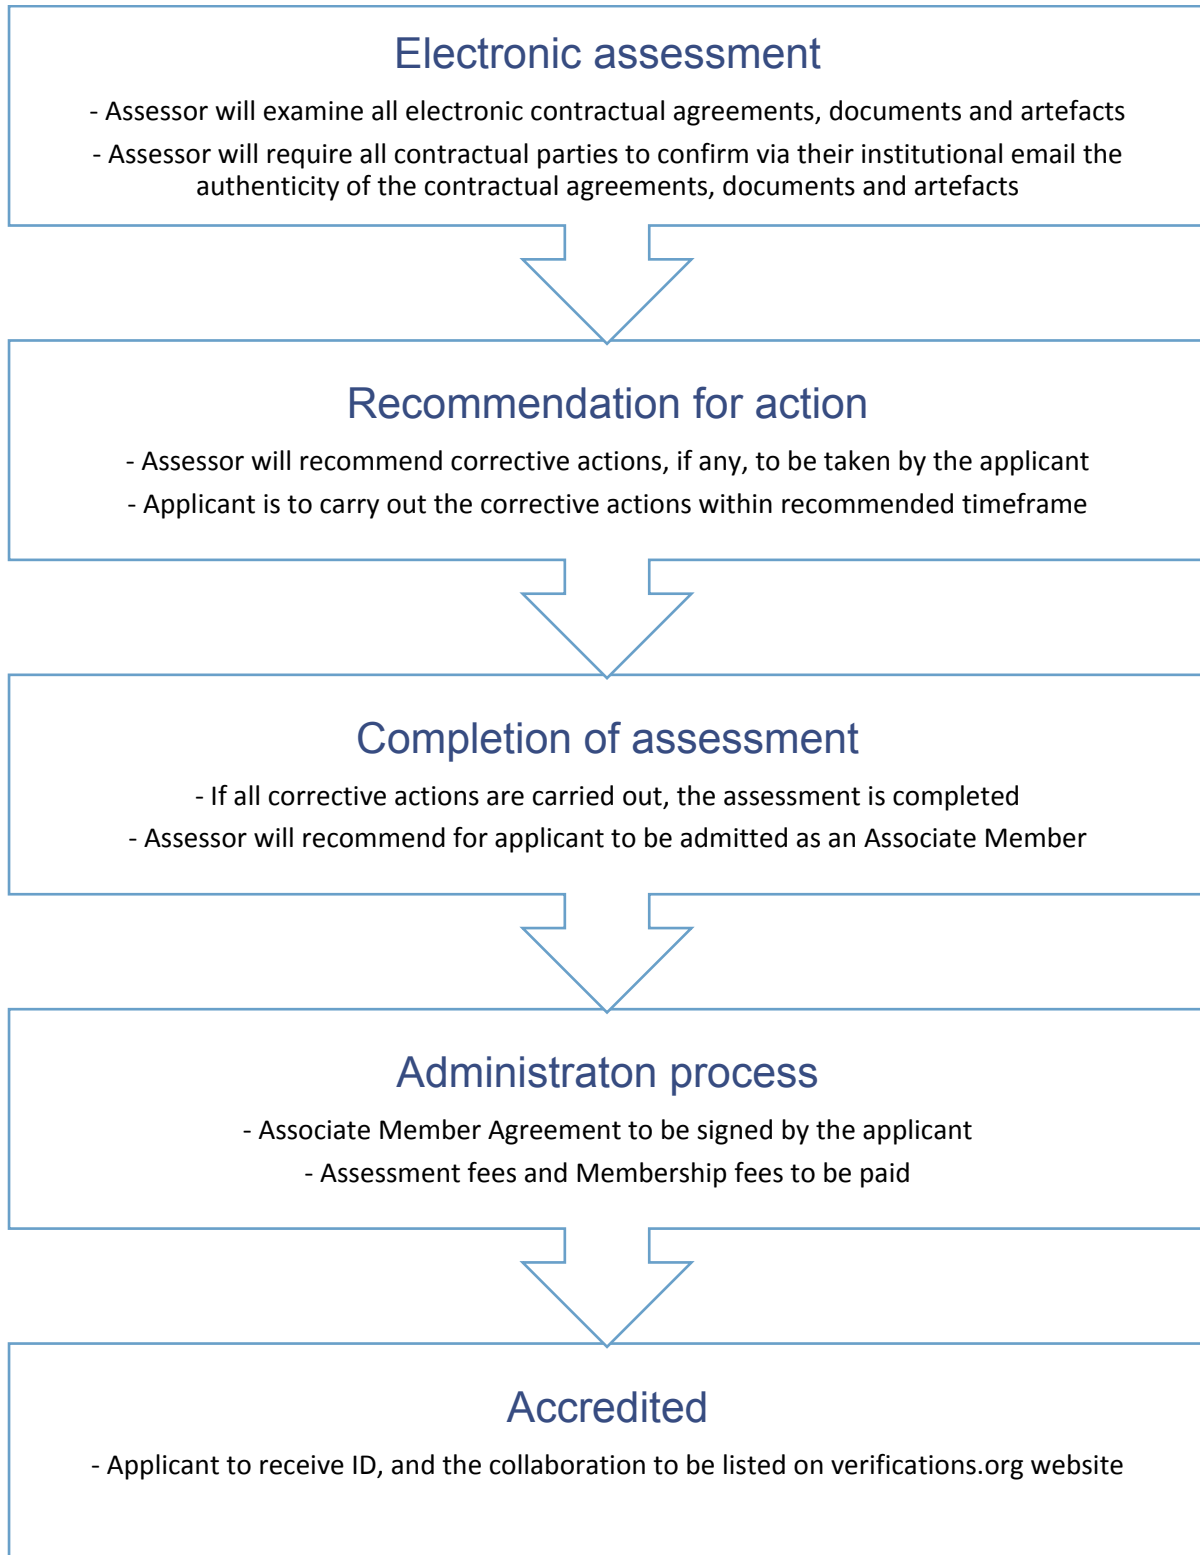 Electronic assessment
- Assessor will examine all electronic contractual agreements, documents and artefacts
- Assessor will require all contractual parties to confirm via their institutional email the
authenticity of the contractual agreements, documents and artefacts
Recommendation for action
- Assessor will recommend corrective actions, if any, to be taken by the applicant
- Applicant is to carry out the corrective actions within recommended timeframe
Completion of assessment
- If all corrective actions are carried out, the assessment is completed
- Assessor will recommend for applicant to be admitted as an Associate Member
Administraton process
- Associate Member Agreement to be signed by the applicant
- Assessment fees and Membership fees to be paid
Accredited
- Applicant to receive ID, and the collaboration to be listed on verifications.org website